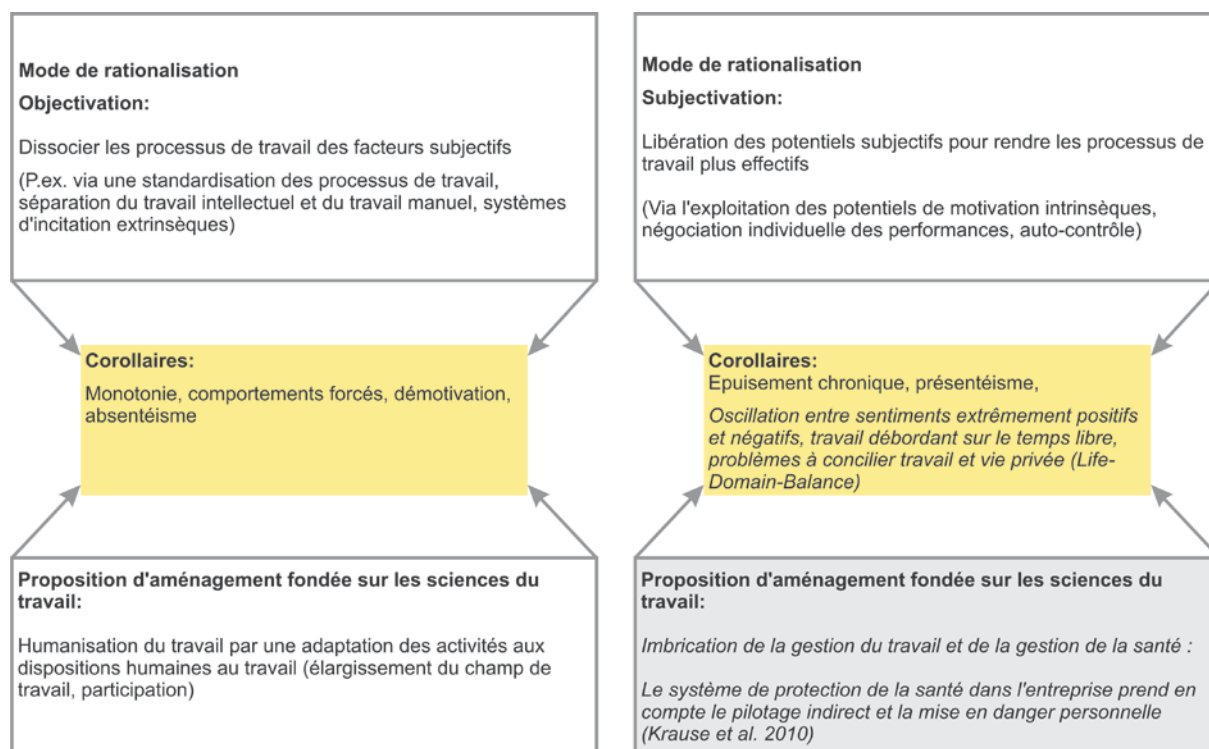 Mode de rationalisation
Objectivation:
Dissocier les processus de travail des facteurs subjectifs
(P.ex. via une standardisation des processus de travail,
séparation du travail intellectuel et du travail manuel, systèmes
d'incitation extrinsèques)
Corollaires:
Monotonie, comportements forcés, démotivation,
absentéisme
Proposition d'aménagement fondée sur les sciences du
travail:
Humanisation du travail par une adaptation des activités aux
dispositions humaines au travail (élargissement du champ de
travail, participation)
Mode de rationalisation
Subjectivation:
Libération des potentiels subjectifs pour rendre les processus de
travail plus effectifs
(Via l'exploitation des potentiels de motivation intrinsèques,
négociation individuelle des performances, auto-contrôle)
Corollaires:
Epuisement chronique, présentéisme,
Oscillation entre sentiments extrêmement positifs
et négatifs, travail débordant sur le temps libre,
problèmes à concilier travail et vie privée (Life-
Domain-Balance)
Proposition d'aménagement fondée sur les sciences du
travail:
Imbrication de la gestion du travail et de la gestion de la santé :
Le système de protection de la santé dans l'entreprise prend en
compte le pilotage indirect et la mise en danger personnelle
(Krause et al. 2010)